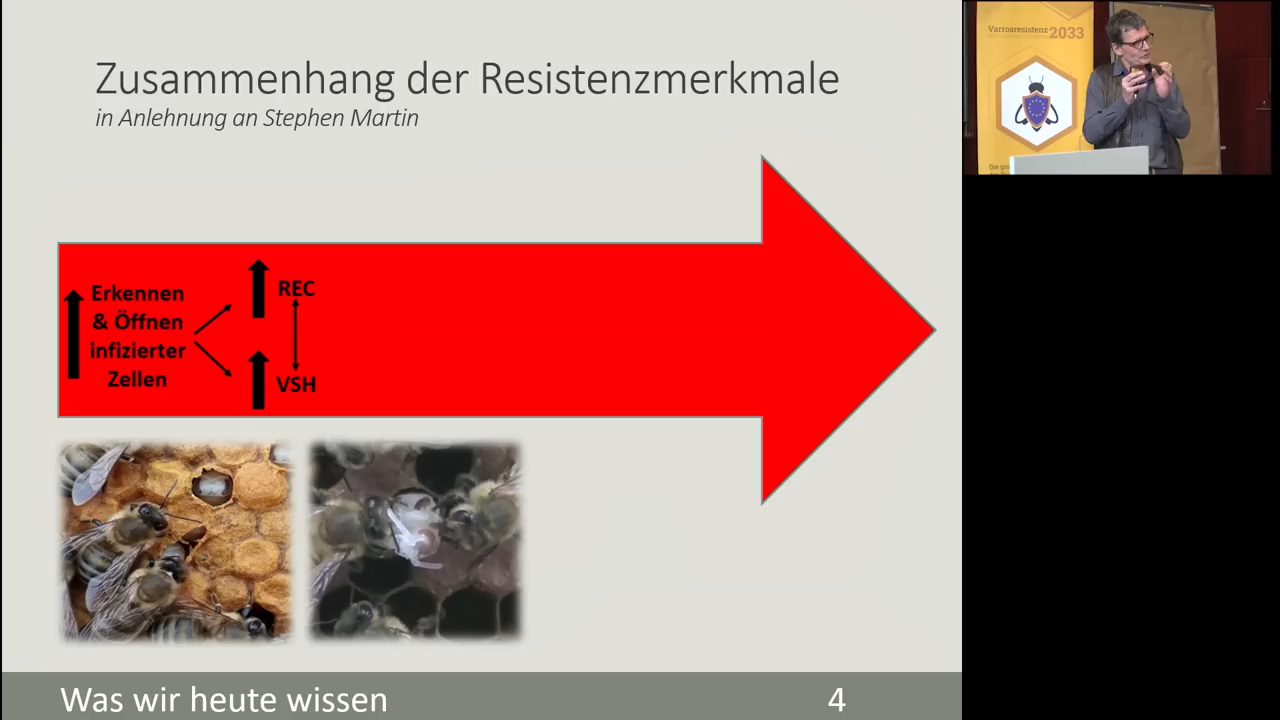 Zusammenhang der Resistenzmerkmale
in Anlehnung an Stephen Martin
Erkennen
& Öffnen
infizierter
Zellen
REC
VSH
Was wir heute wissen
4
Varroaresistenz 2033